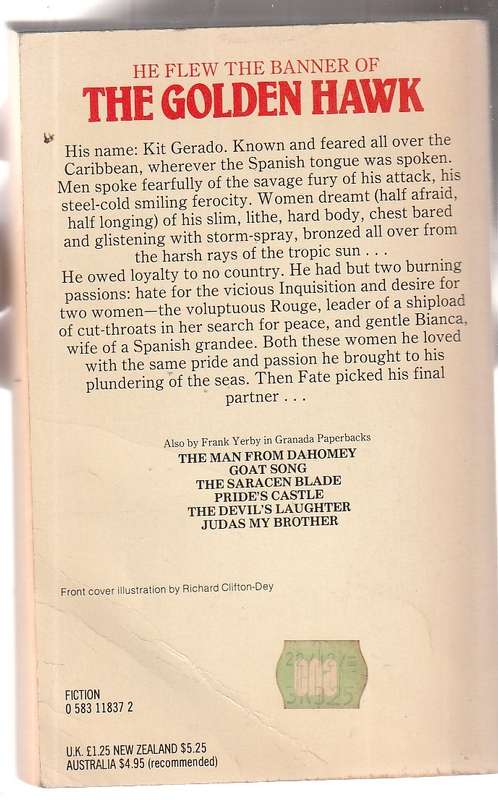 HE FLEW THE BANNER OF
THE GOLDEN HAWK
His name: Kit Gerado. Known and feared all over the
Caribbean, wherever the Spanish tongue was spoken.
Men spoke fearfully of the savage fury of his attack, his
steel-cold smiling ferocity. Women dreamt (half afraid,
half longing) of his slim, lithe, hard body, chest bared
and glistening with storm-spray, bronzed all over from
the harsh rays of the tropic sun . . .
He owed loyalty to no country. He had but two burning
passions: hate for the vicious Inquisition and desire for
two women—the voluptuous Rouge, leader of a shipload
of cut-throats in her search for peace, and gentle Bianca,
wife of a Spanish grandee. Both these women he loved
with the same pride and passion he brought to his
plundering of the seas. Then Fate picked his final
partner . . .
Also by Frank Yerby in Granada Paperbacks
THE MAN FROM DAHOMEY
GOAT SONG
THE SARACEN BLADE
PRIDE'S CASTLE
THE DEVIL'S LAUGHTER
JUDAS MY BROTHER
Front cover illustration by Richard Clifton-Dey
FICTION
0 583 11837 2
U.K. £1.25 NEW ZEALAND $5.25
AUSTRALIA $4.95 (recommended)